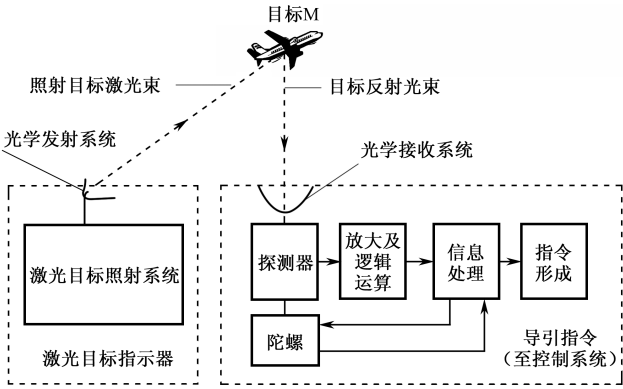 目标M
照射目标激光束
目标反射光束
光学发射系统
光学接收系统
激光目标照射系统
激光目标指示器
探测器
放大及
逻辑
运算
信息
处理
指令
形成
陀螺
导引指令
（至控制系统）